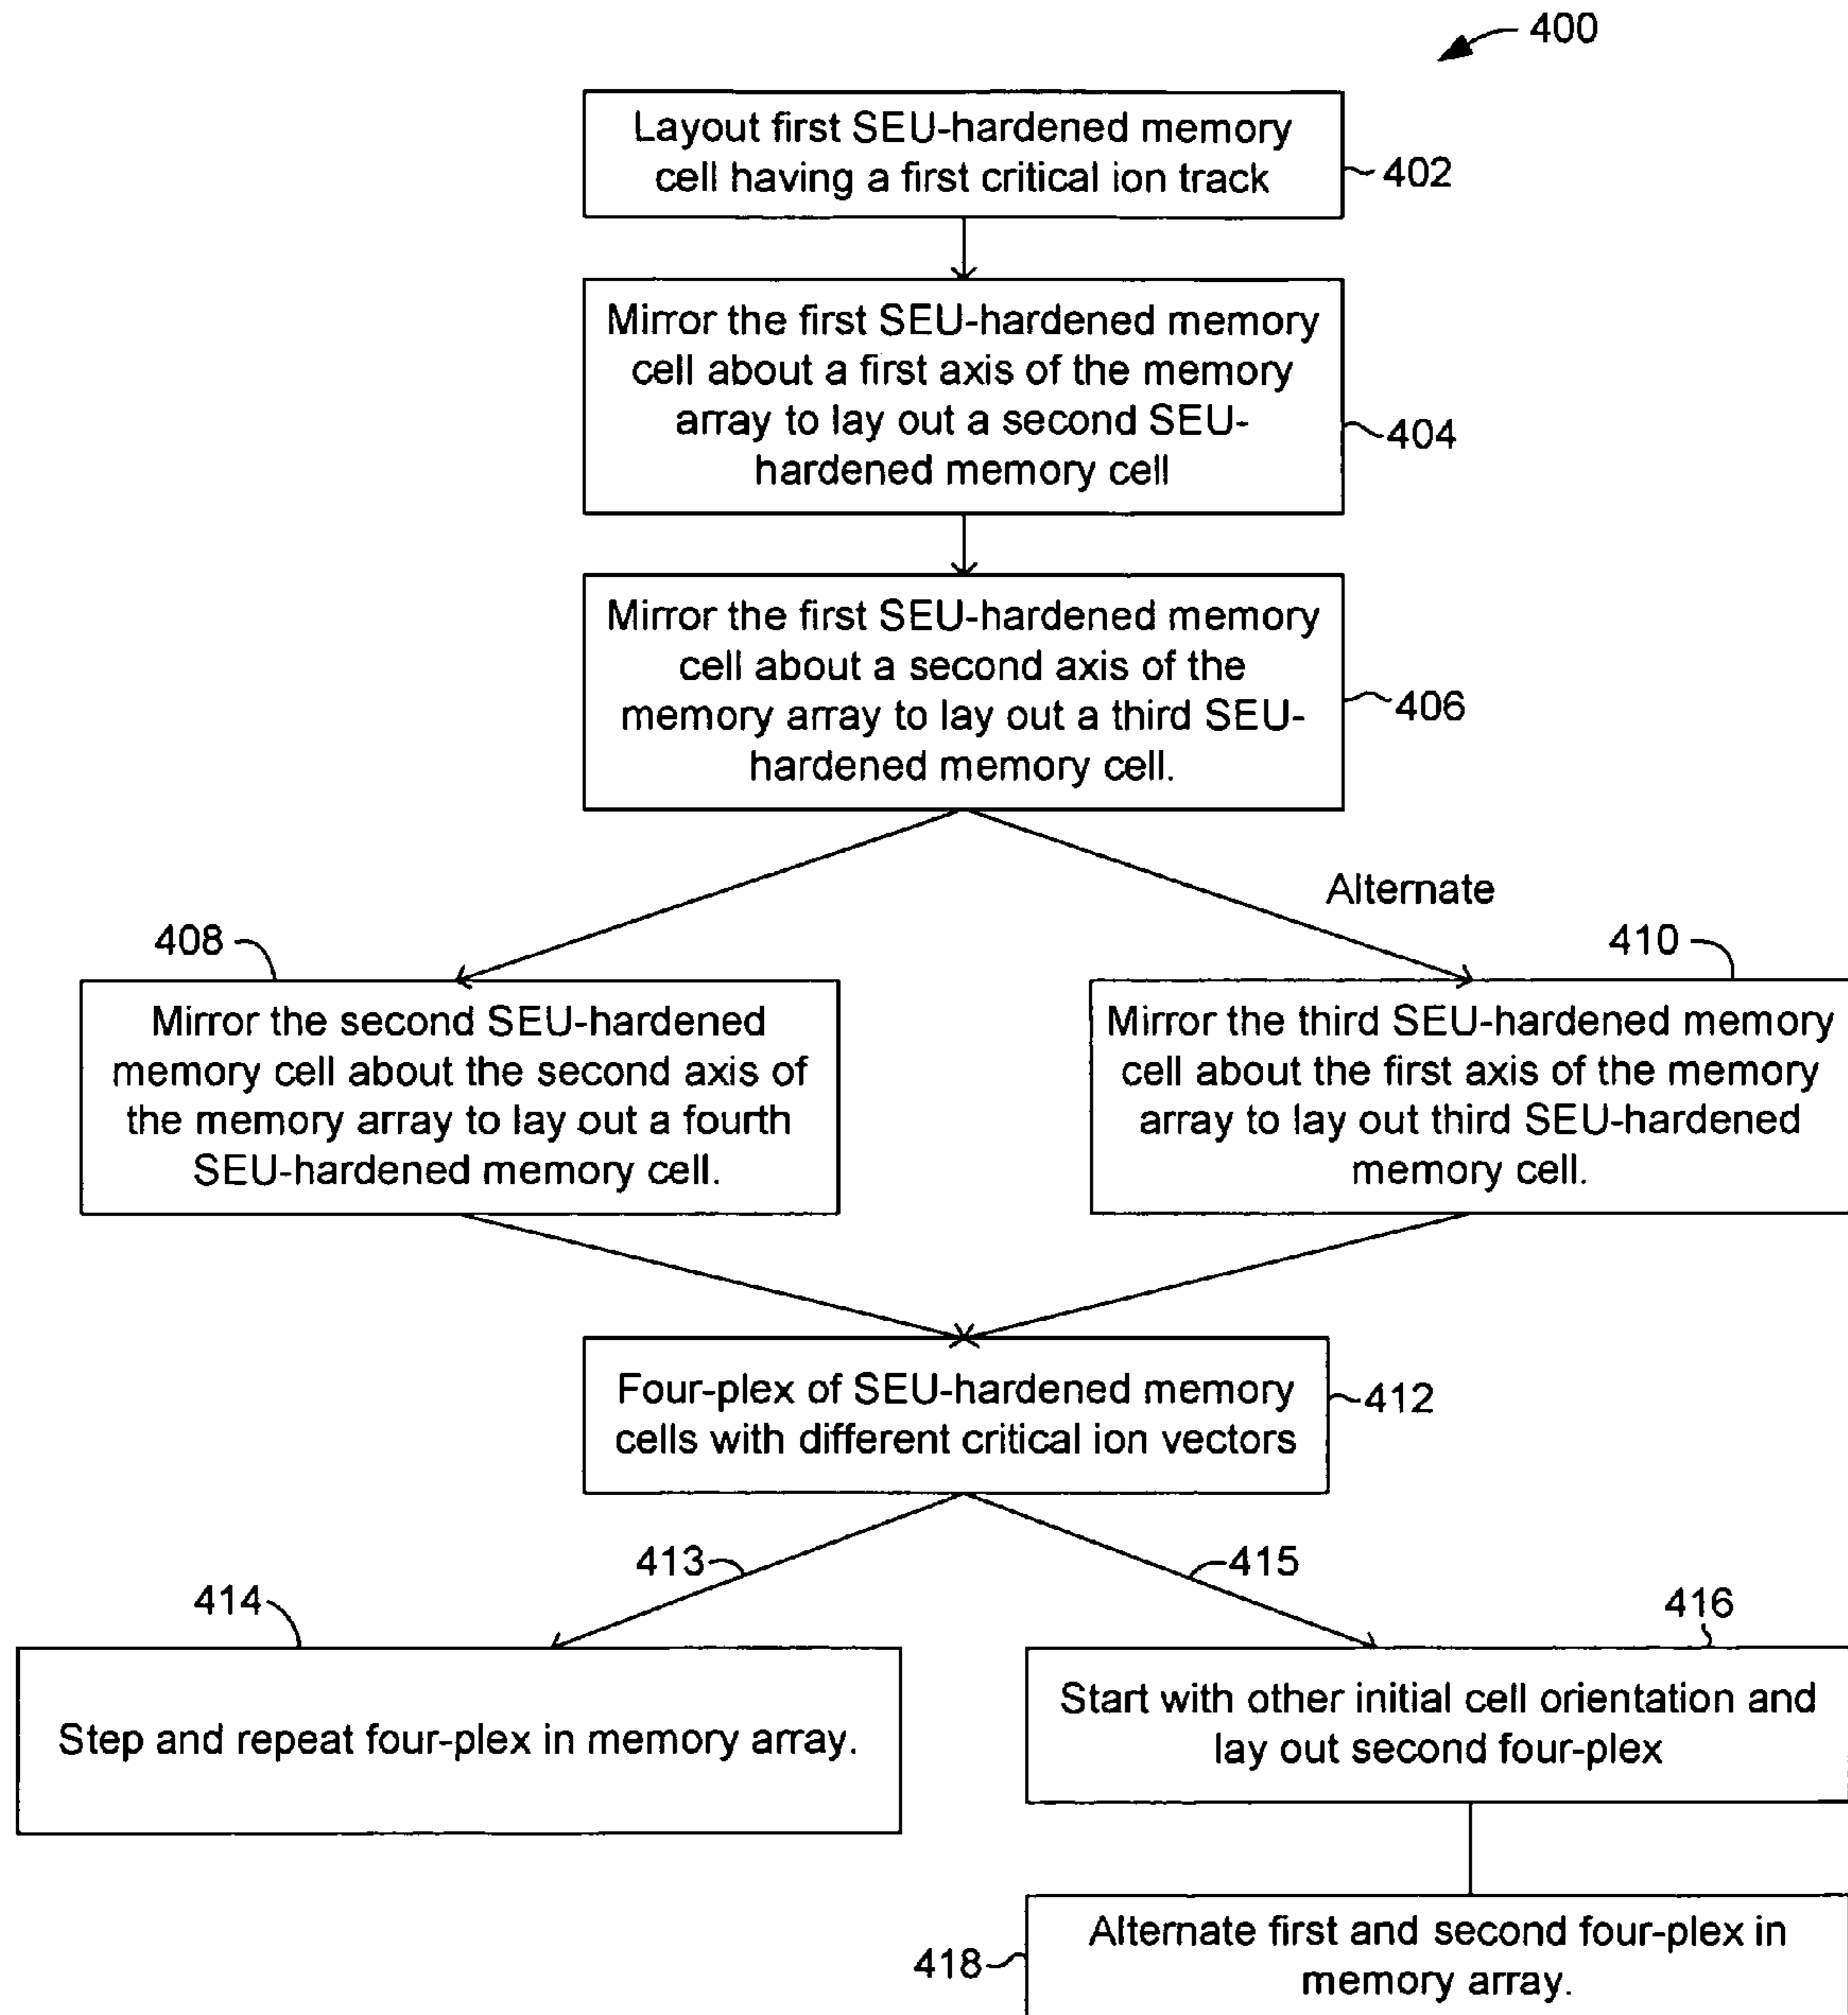 400
Layout first SEU-hardened memory
cell having a first critical ion track
402
Mirror the first SEU-hardened memory
cell about a first axis of the memory
array to lay out a second SEU-
hardened memory cell
404
Mirror the first SEU-hardened memory
cell about a second axis of the
memory array to lay out a third SEU-
hardened memory cell.
406
Alternate
408
410
Mirror the second SEU-hardened
memory cell about the second axis of
the memory array to lay out a fourth
SEU-hardened memory cell.
Mirror the third SEU-hardened memory
cell about the first axis of the memory
array to lay out third SEU-hardened
memory cell.
Four-plex of SEU-hardened memory
cells with different critical ion vectors
412
413
415
414
416
Step and repeat four-plex in memory array.
Start with other initial cell orientation and
lay out second four-plex
Alternate first and second four-plex in
memory array.
418